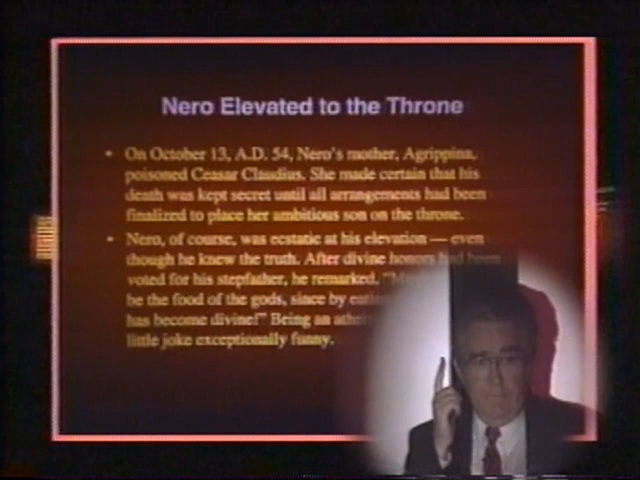 Nero Elevated to the Throne
• On October 13, A.D. 54, Nero's mother, Agrippina,
poisoned Ceasar Claudius. She made certain that his
death was kept secret until all arrangements had been
finalized to place her ambitious son on the throne.
• Nero, of course, was ecstatic at his elevation — even
though he knew the truth. After divine honors had been
voted for his stepfather, he remarked,
be the food of the gods, since by
has become divine!" Being an
little joke exceptionally funny.